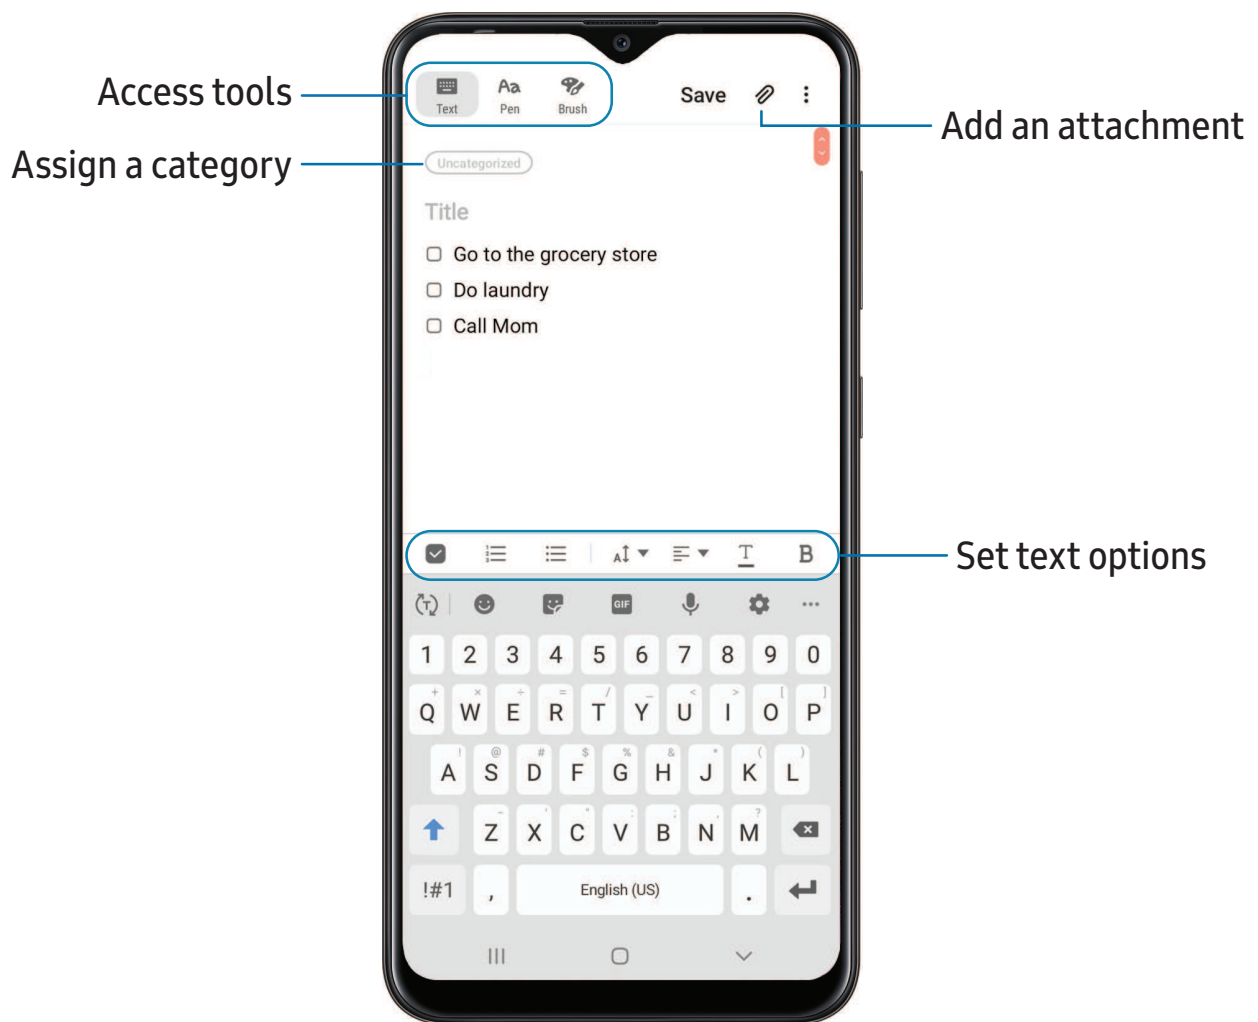 Access tools
Text Aa Pen Brush Save
Add an attachment
Assign a category
Uncategorized
Title
Go to the grocery store
Do laundry
Call Mom
A T B
Set text options
T GIF
1 2 3 4 5 6 7 8 9 0
+ × ÷ = / _ < > [ ]
Q W E R T Y U I O P
! @ # $ % & * ( )
A S D F G H J K L
- ' " : ; , ?
Z X C V B N M
!#1 , English (US) .